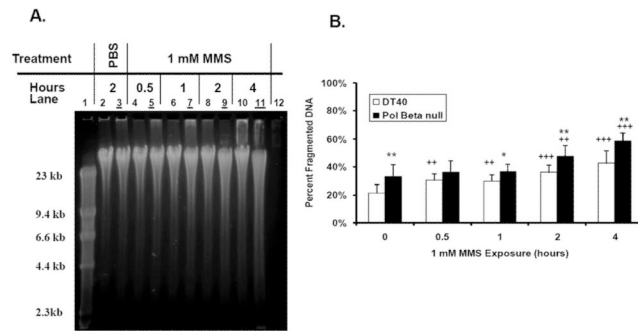 A.
Treatment PBS 1 mM MMS
Hours 2 0.5 1 2 4
Lane 1 2 3 4 5 6 7 8 9 10 11 12
23 kb
9.4 kb
6.6 kb
4.4 kb
2.3kb
B.
100%
80%
60%
40%
20%
0%
Percent Fragmented DNA
DT40
Pol Beta null
** ++ ++ * +++ ** ++ +++ ** +++
0 0.5 1 2 4
1 mM MMS Exposure (hours)